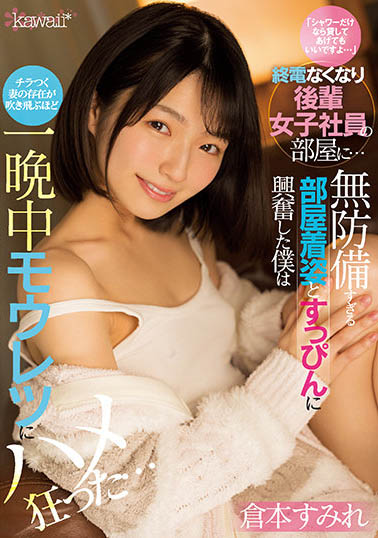 kawaii*
「シャワーだけ
なら貸して
あげても
いいですよ…」
終電なくなり
後輩
女子社員の
部屋に…
無防備すぎる
部屋着姿とすっぴんに
興奮した僕は
チラつく
妻の存在が
吹き飛ぶほど
一晩中モウレツに
ハメ
狂った…
倉本すみれ